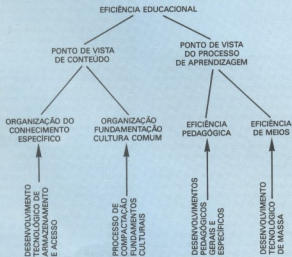 EFICIÊNCIA EDUCACIONAL
PONTO DE VISTA
DE CONTEÚDO
PONTO DE VISTA
DO PROCESSO
DE APRENDIZAGEM
ORGANIZAÇÃO DO
CONHECIMENTO
ESPECÍFICO
ORGANIZAÇÃO
FUNDAMENTAÇÃO
CULTURA COMUM
EFICIÊNCIA
PEDAGÓGICA
EFICIÊNCIA
DE MEIOS
DESENVOLVIMENTO
TECNOLÓGICO DE
ARMAZENAMENTO
E ACESSO
PROCESSO DE
COMPACTAÇÃO
FUNDAMENTOS
CULTURAIS
DESENVOLVIMENTOS
PEDAGÓGICOS
GERAIS E
ESPECÍFICOS
DESENVOLVIMENTO
TECNOLÓGICO
DE MASSA